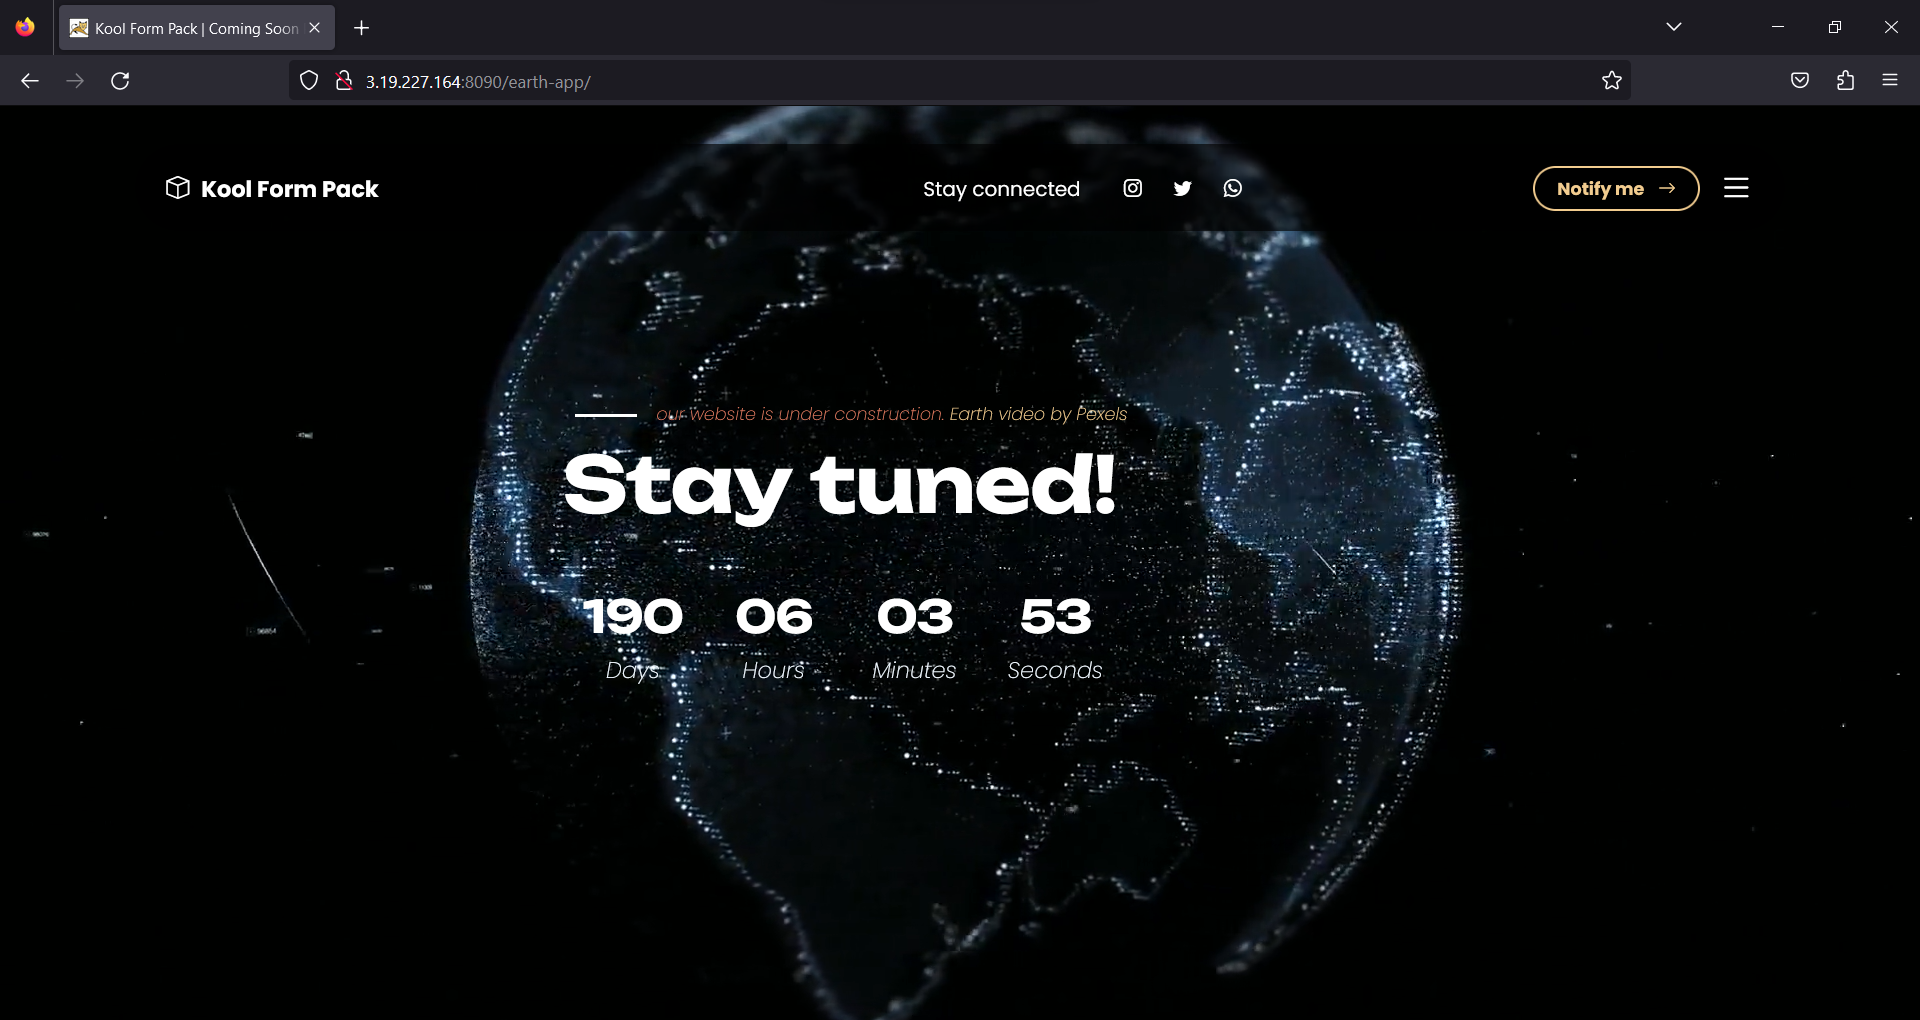 Kool Form Pack | Coming Soon
3.19.227.164:8090/earth-app/
Kool Form Pack
Stay connected
Notify me
our website is under construction. Earth video by Pexels
Stay tuned!
190 06 03 53
Days Hours Minutes Seconds